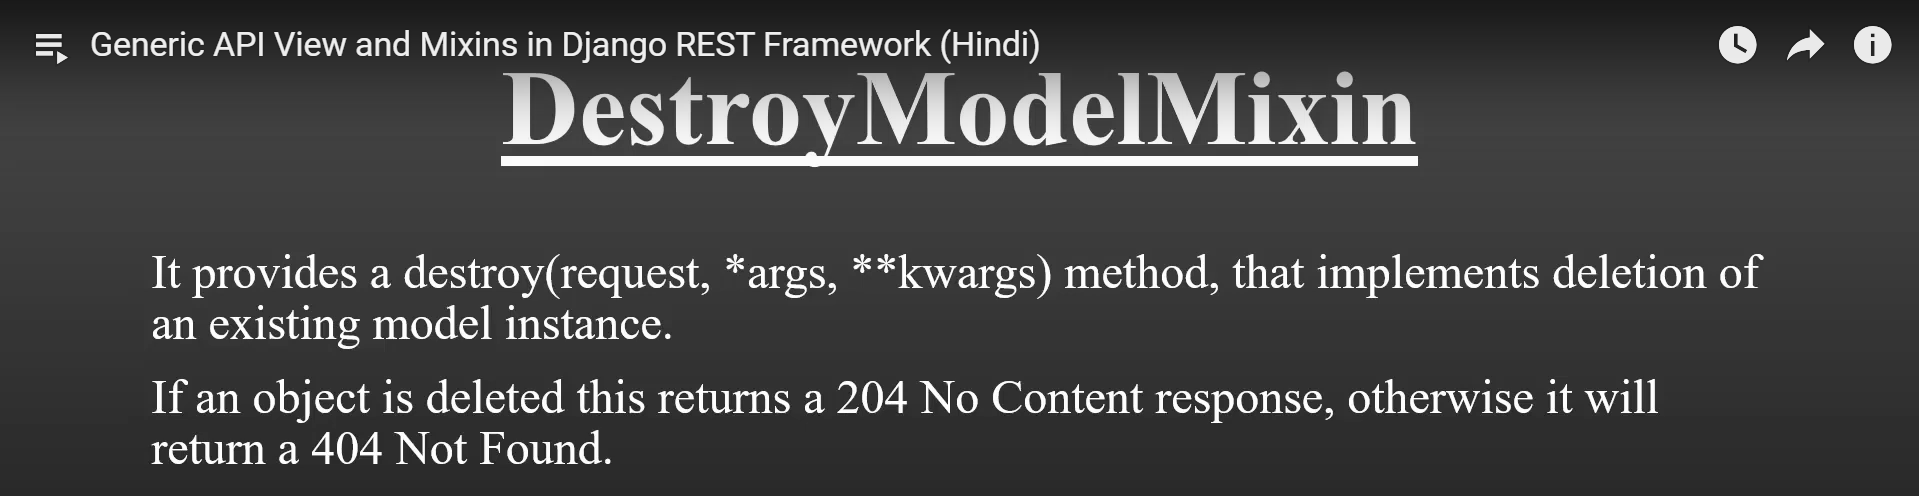 Generic API View and Mixins in Django REST Framework (Hindi)
DestroyModelMixin
It provides a destroy(request, *args, **kwargs) method, that implements deletion of
an existing model instance.
If an object is deleted this returns a 204 No Content response, otherwise it will
return a 404 Not Found.